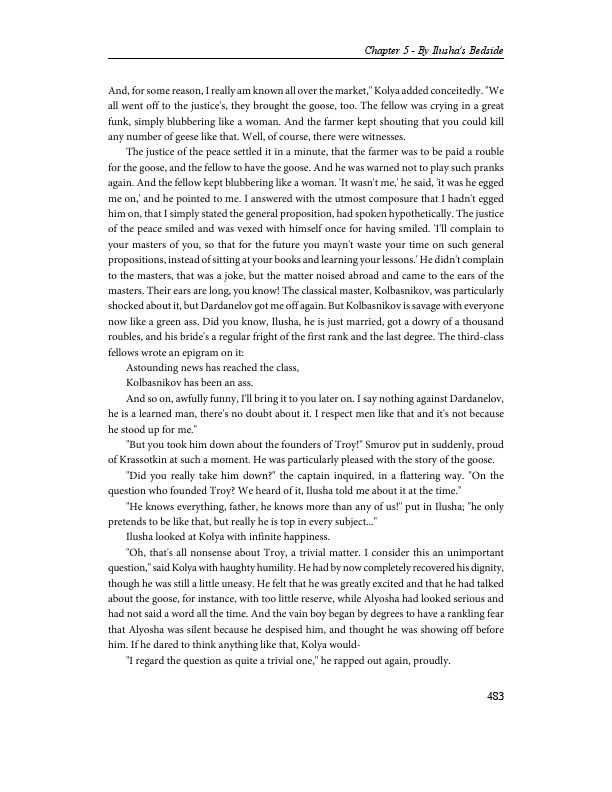 Chapter 5 - By Ilusha's Bedside
And, for some reason, I really am known all over the market," Kolya added conceitedly. "We
all went off to the justice's, they brought the goose, too. The fellow was crying in a great
funk, simply blubbering like a woman. And the farmer kept shouting that you could kill
any number of geese like that. Well, of course, there were witnesses.
The justice of the peace settled it in a minute, that the farmer was to be paid a rouble
for the goose, and the fellow to have the goose. And he was warned not to play such pranks
again. And the fellow kept blubbering like a woman. 'It wasn't me,' he said, 'it was he egged
me on,' and he pointed to me. I answered with the utmost composure that I hadn't egged
him on, that I simply stated the general proposition, had spoken hypothetically. The justice
of the peace smiled and was vexed with himself once for having smiled. 'I'll complain to
your masters of you, so that for the future you mayn't waste your time on such general
propositions, instead of sitting at your books and learning your lessons.' He didn't complain
to the masters, that was a joke, but the matter noised abroad and came to the ears of the
masters. Their ears are long, you know! The classical master, Kolbasnikov, was particularly
shocked about it, but Dardanelov got me off again. But Kolbasnikov is savage with everyone
now like a green ass. Did you know, Ilusha, he is just married, got a dowry of a thousand
roubles, and his bride's a regular fright of the first rank and the last degree. The third-class
fellows wrote an epigram on it:
Astounding news has reached the class,
Kolbasnikov has been an ass.
And so on, awfully funny, I'll bring it to you later on. I say nothing against Dardanelov,
he is a learned man, there's no doubt about it. I respect men like that and it's not because
he stood up for me."
"But you took him down about the founders of Troy!" Smurov put in suddenly, proud
of Krassotkin at such a moment. He was particularly pleased with the story of the goose.
"Did you really take him down?" the captain inquired, in a flattering way. "On the
question who founded Troy? We heard of it, Ilusha told me about it at the time."
"He knows everything, father, he knows more than any of us!" put in Ilusha; "he only
pretends to be like that, but really he is top in every subject..."
Ilusha looked at Kolya with infinite happiness.
"Oh, that's all nonsense about Troy, a trivial matter. I consider this an unimportant
question," said Kolya with haughty humility. He had by now completely recovered his dignity,
though he was still a little uneasy. He felt that he was greatly excited and that he had talked
about the goose, for instance, with too little reserve, while Alyosha had looked serious and
had not said a word all the time. And the vain boy began by degrees to have a rankling fear
that Alyosha was silent because he despised him, and thought he was showing off before
him. If he dared to think anything like that, Kolya would-
"I regard the question as quite a trivial one," he rapped out again, proudly.
483